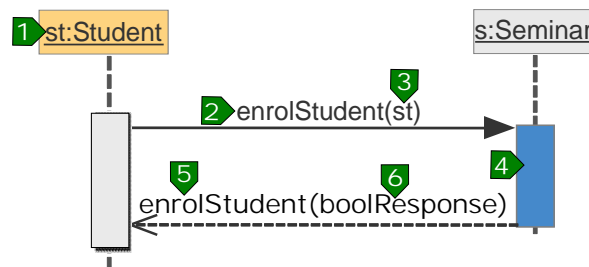 1 st:Student
s:Seminar
3
2 enrolStudent(st)
4
5 6
enrolStudent(boolResponse)